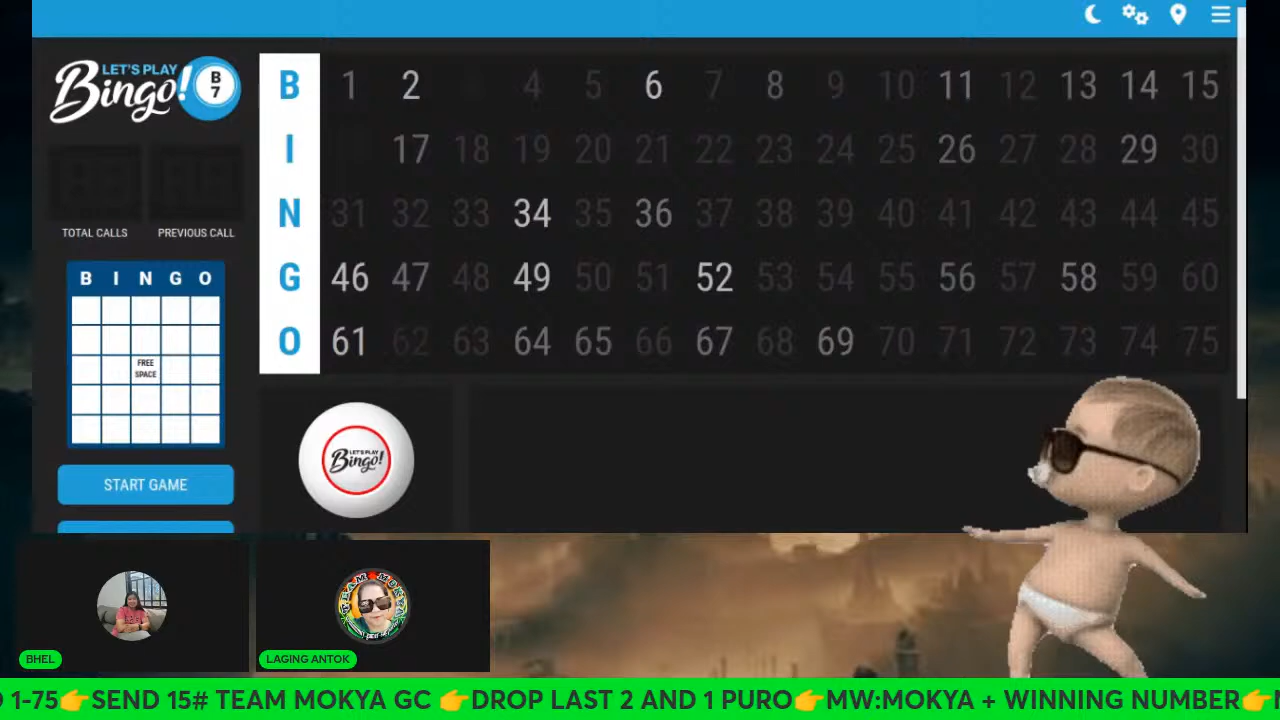 LET'S PLAY
Bingo!
B
7
TOTAL CALLS
PREVIOUS CALL
B I N G O
FREE
SPACE
START GAME
B 1 2 4 5 6 7 8 9 10 11 12 13 14 15
I 17 18 19 20 21 22 23 24 25 26 27 28 29 30
N 31 32 33 34 35 36 37 38 39 40 41 42 43 44 45
G 46 47 48 49 50 51 52 53 54 55 56 57 58 59 60
O 61 62 63 64 65 66 67 68 69 70 71 72 73 74 75
LET'S PLAY
Bingo!
BHEL
TEAM MOKYA
LAGING ANTOK
1-75👉SEND 15# TEAM MOKYA GC 👉DROP LAST 2 AND 1 PURO👉MW:MOKYA + WINNING NUMBER👉